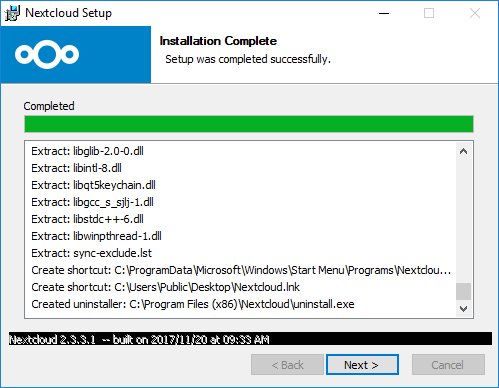 Nextcloud Setup
Installation Complete
Setup was completed successfully.
Completed
Extract: libglib-2.0-0.dll
Extract: libintl-8.dll
Extract: libqt5keychain.dll
Extract: libgcc_s_sjlj-1.dll
Extract: libstdc++-6.dll
Extract: libwinpthread-1.dll
Extract: sync-exclude.lst
Create shortcut: C:\ProgramData\Microsoft\Windows\Start Menu\Programs\Nextclou...
Create shortcut: C:\Users\Public\Desktop\Nextcloud.lnk
Created uninstaller: C:\Program Files (x86)\Nextcloud\uninstall.exe
Nextcloud 2.3.3.1 -- built on 2017/11/20 at 09:33 AM
< Back
Next >
Cancel